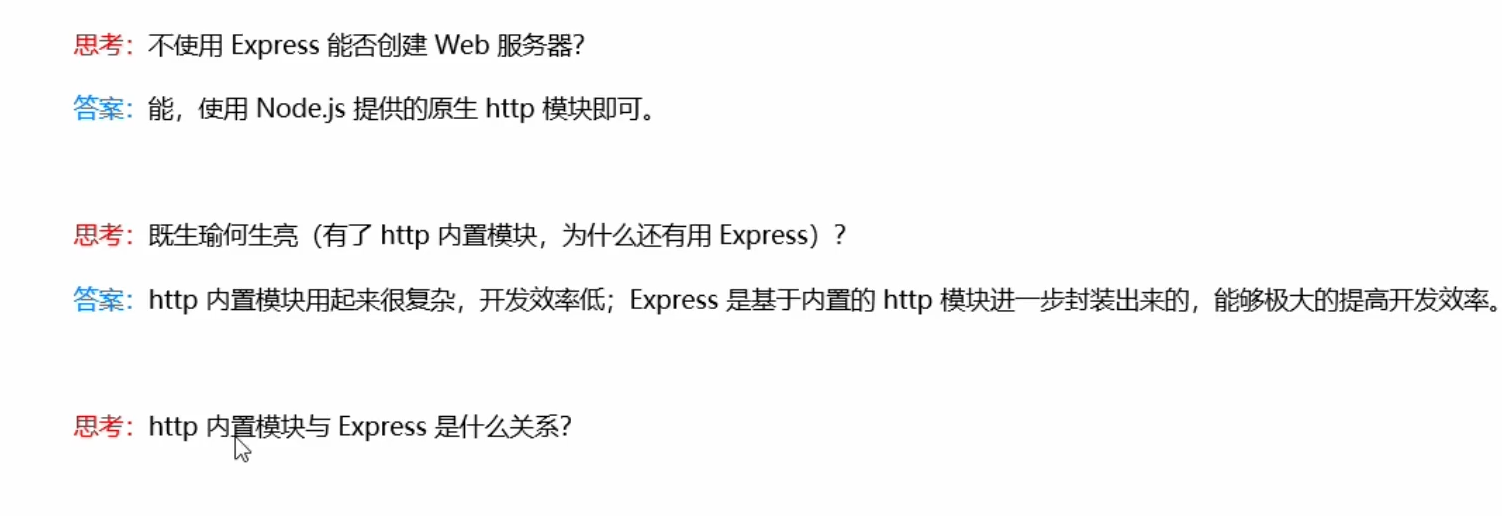 思考：不使用 Express 能否创建 Web 服务器？
答案：能，使用 Node.js 提供的原生 http 模块即可。
思考：既生瑜何生亮（有了 http 内置模块，为什么还有用 Express）？
答案：http 内置模块用起来很复杂，开发效率低；Express 是基于内置的 http 模块进一步封装出来的，能够极大的提高开发效率。
思考：http 内置模块与 Express 是什么关系？